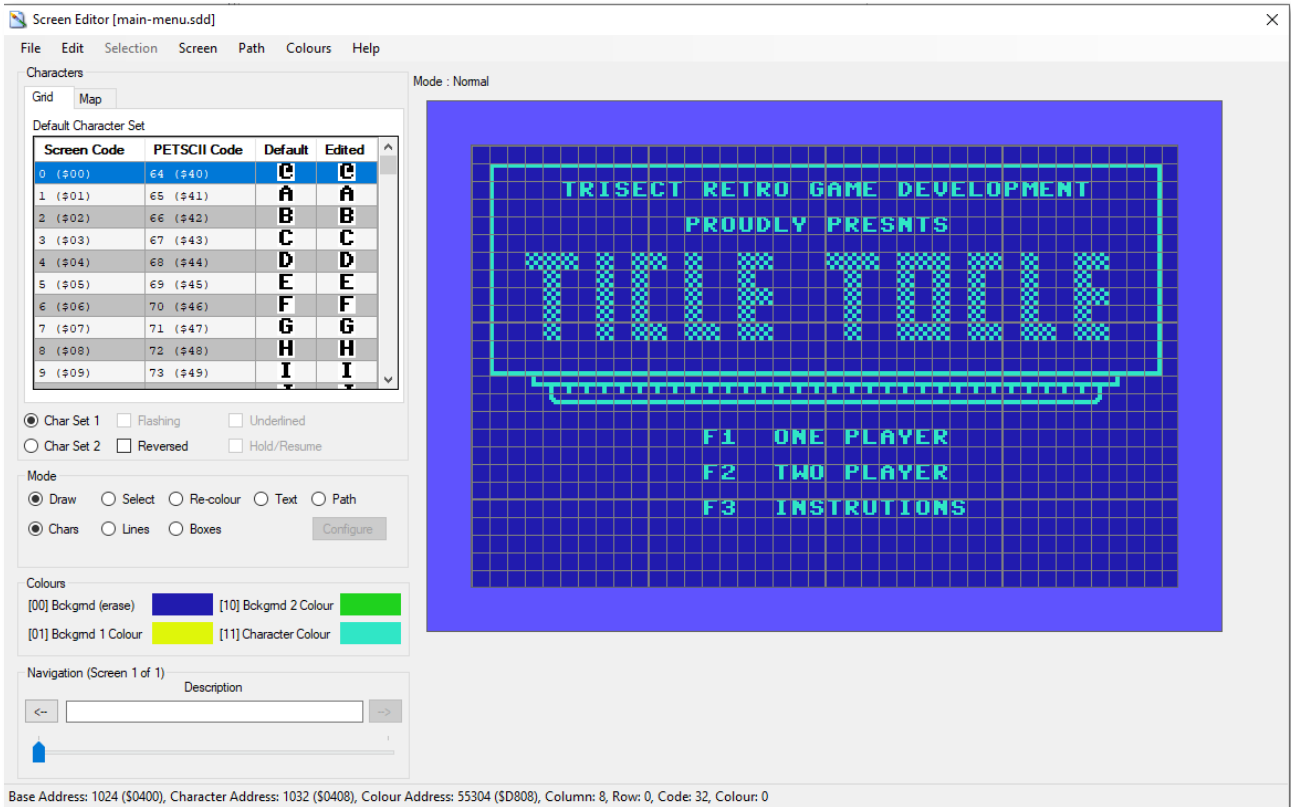 Screen Editor [main-menu.sdd]
File Edit Selection Screen Path Colours Help
Characters
Grid Map
Default Character Set
Screen Code PETSCII Code Default Edited
0 ($00) 64 ($40) @ @
1 ($01) 65 ($41) A A
2 ($02) 66 ($42) B B
3 ($03) 67 ($43) C C
4 ($04) 68 ($44) D D
5 ($05) 69 ($45) E E
6 ($06) 70 ($46) F F
7 ($07) 71 ($47) G G
8 ($08) 72 ($48) H H
9 ($09) 73 ($49) I I
Char Set 1 Flashing Underlined
Char Set 2 Reversed Hold/Resume
Mode
Draw Select Re-colour Text Path
Chars Lines Boxes Configure
Colours
[00] Bckgrnd (erase) [10] Bckgrnd 2 Colour
[01] Bckgrnd 1 Colour [11] Character Colour
Navigation (Screen 1 of 1)
Description
<-- -->
Mode : Normal
TRISECT RETRO GAME DEVELOPMENT
PROUDLY PRESNTS
TICLE TOCLE
F1 ONE PLAYER
F2 TWO PLAYER
F3 INSTRUTIONS
Base Address: 1024 ($0400), Character Address: 1032 ($0408), Colour Address: 55304 ($D808), Column: 8, Row: 0, Code: 32, Colour: 0